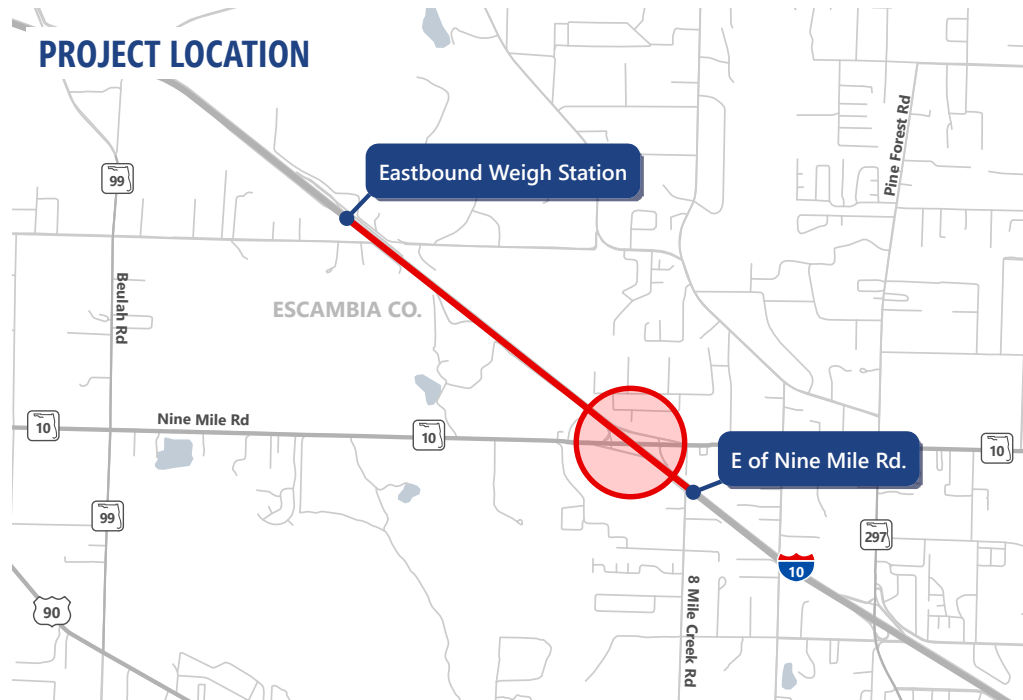 PROJECT LOCATION
Pine Forest Rd
Eastbound Weigh Station
99
Beulah Rd
ESCAMBIA CO.
Nine Mile Rd
10
10
10
E of Nine Mile Rd.
99
297
10
8 Mile Creek Rd
90